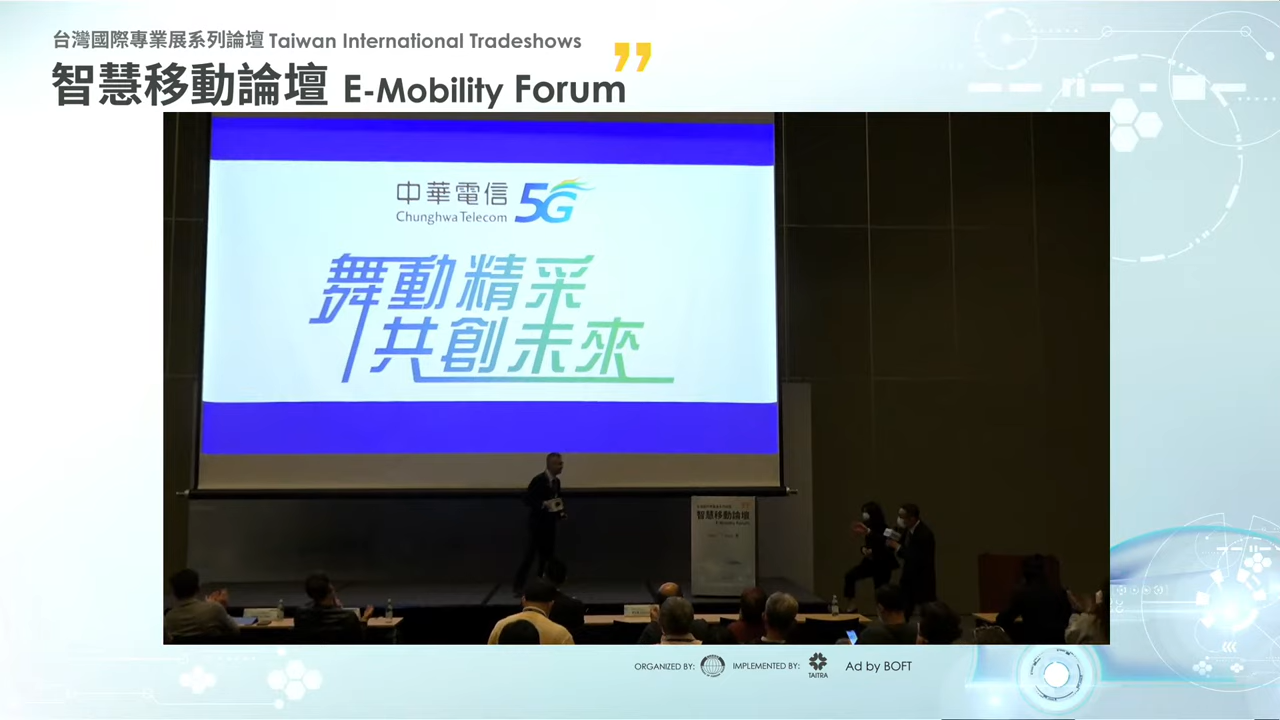 台灣國際專業展系列論壇 Taiwan International Tradeshows
智慧移動論壇 E-Mobility Forum
中華電信 5G
Chunghwa Telecom
舞動精采
共創未來
智慧移動論壇
E-Mobility Forum
ORGANIZED BY: IMPLEMENTED BY: TAITRA Ad by BOFT